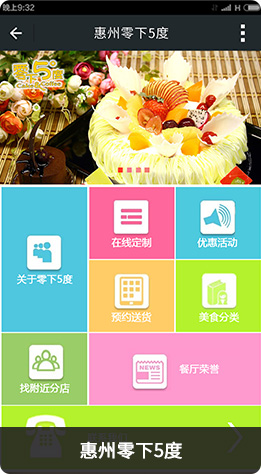 晚上9:32
H
惠州零下5度
零下5度
Cake & Coffee
在线定制
优惠活动
关于零下5度
预约送货
美食分类
找附近分店
NEWS
餐厅荣誉
惠州零下5度